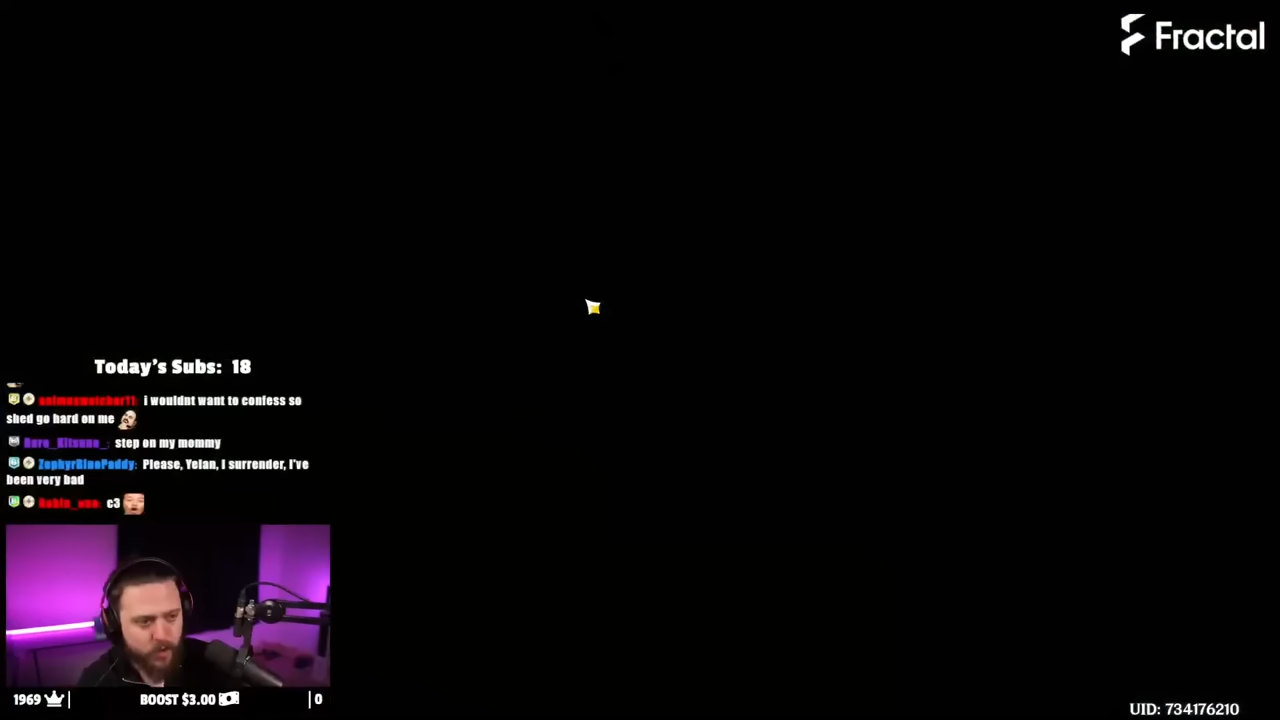 Fractal
Today's Subs: 18
i wouldnt want to confess so
shed go hard on me
step on my mommy
ZephyrBluePaddy: Please, Yelan, I surrender, I've
been very bad
c3
1969 BOOST $3.00 0
UID: 734176210